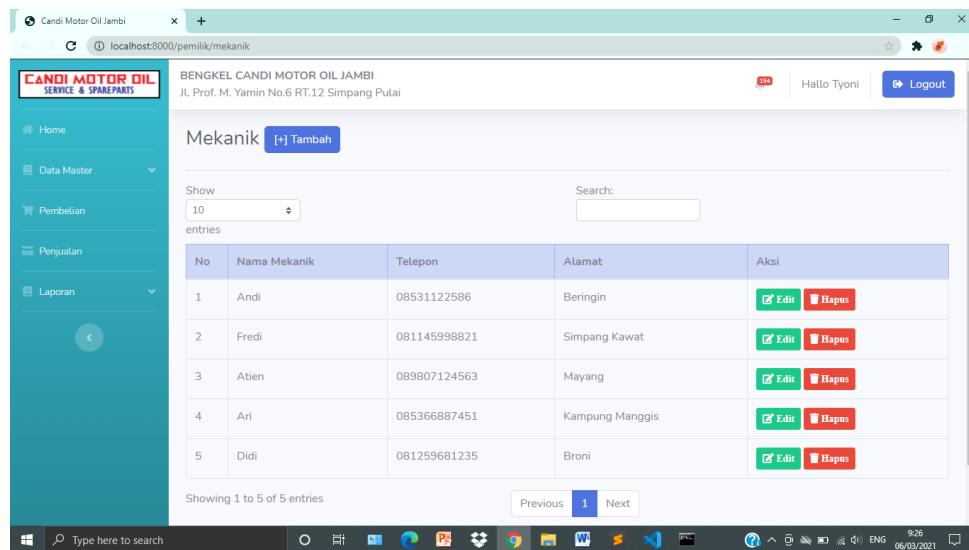 Candi Motor Oil Jambi
localhost:8000/pemilik/mekanik
CANDI MOTOR OIL
SERVICE & SPAREPARTS
BENGKEL CANDI MOTOR OIL JAMBI
JL. Prof. M. Yamin No.6 RT.12 Simpang Pulai
154
Hallo Tyoni
Logout
Home
Data Master
Pembelian
Penjualan
Laporan
Mekanik [+] Tambah
Show
10
entries
Search:
No Nama Mekanik Telepon Alamat Aksi
1 Andi 08531122586 Beringin Edit Hapus
2 Fredi 081145998821 Simpang Kawat Edit Hapus
3 Atien 089807124563 Mayang Edit Hapus
4 Ari 085366887451 Kampung Manggis Edit Hapus
5 Didi 081259681235 Broni Edit Hapus
Showing 1 to 5 of 5 entries
Previous 1 Next
Type here to search
ENG
9:26
06/03/2021